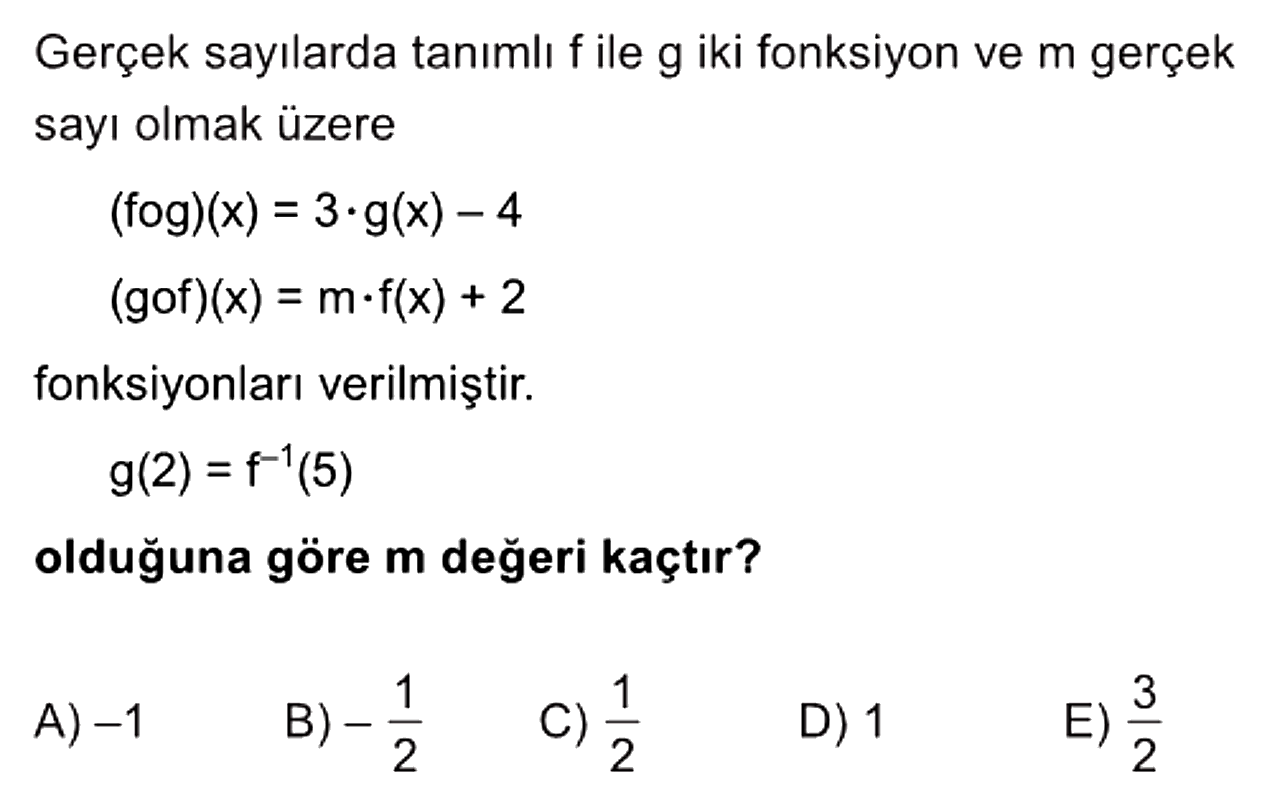 Gerçek sayılarda tanımlı f ile g iki fonksiyon ve m gerçek
sayı olmak üzere
(fog)(x) = 3·g(x) – 4
(gof)(x) = m·f(x) + 2
fonksiyonları verilmiştir.
g(2) = f⁻¹(5)
olduğuna göre m değeri kaçtır?
A) –1 B) – 1/2 C) 1/2 D) 1 E) 3/2